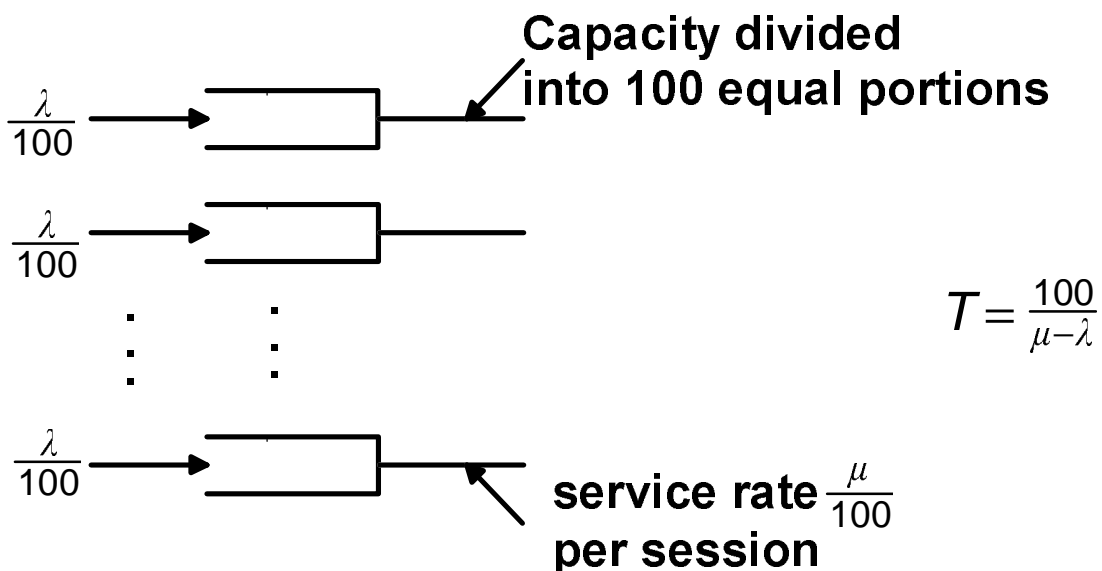 Capacity divided
into 100 equal portions
λ/100
λ/100
T = 100/(μ−λ)
λ/100
service rate μ/100
per session